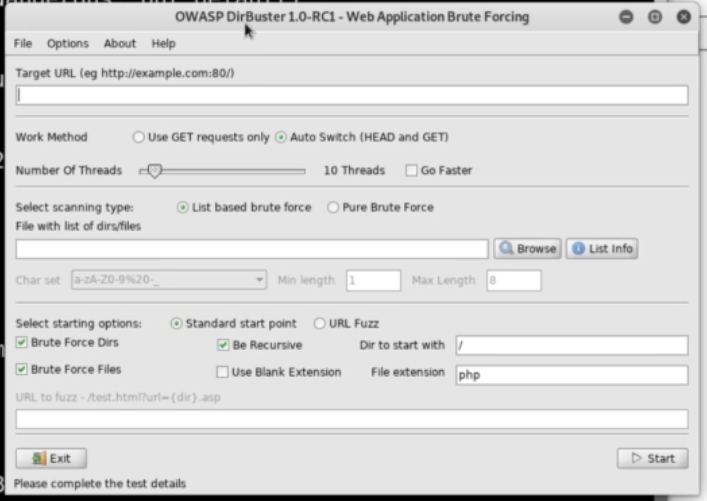 OWASP DirBuster 1.0-RC1 - Web Application Brute Forcing
File Options About Help
Target URL (eg http://example.com:80/)
Work Method Use GET requests only Auto Switch (HEAD and GET)
Number Of Threads 10 Threads Go Faster
Select scanning type: List based brute force Pure Brute Force
File with list of dirs/files
Browse List Info
Char set a-zA-Z0-9%20-_ Min length 1 Max Length 8
Select starting options: Standard start point URL Fuzz
Brute Force Dirs Be Recursive Dir to start with /
Brute Force Files Use Blank Extension File extension php
URL to fuzz - /test.html?url={dir}.asp
Exit Start
Please complete the test details